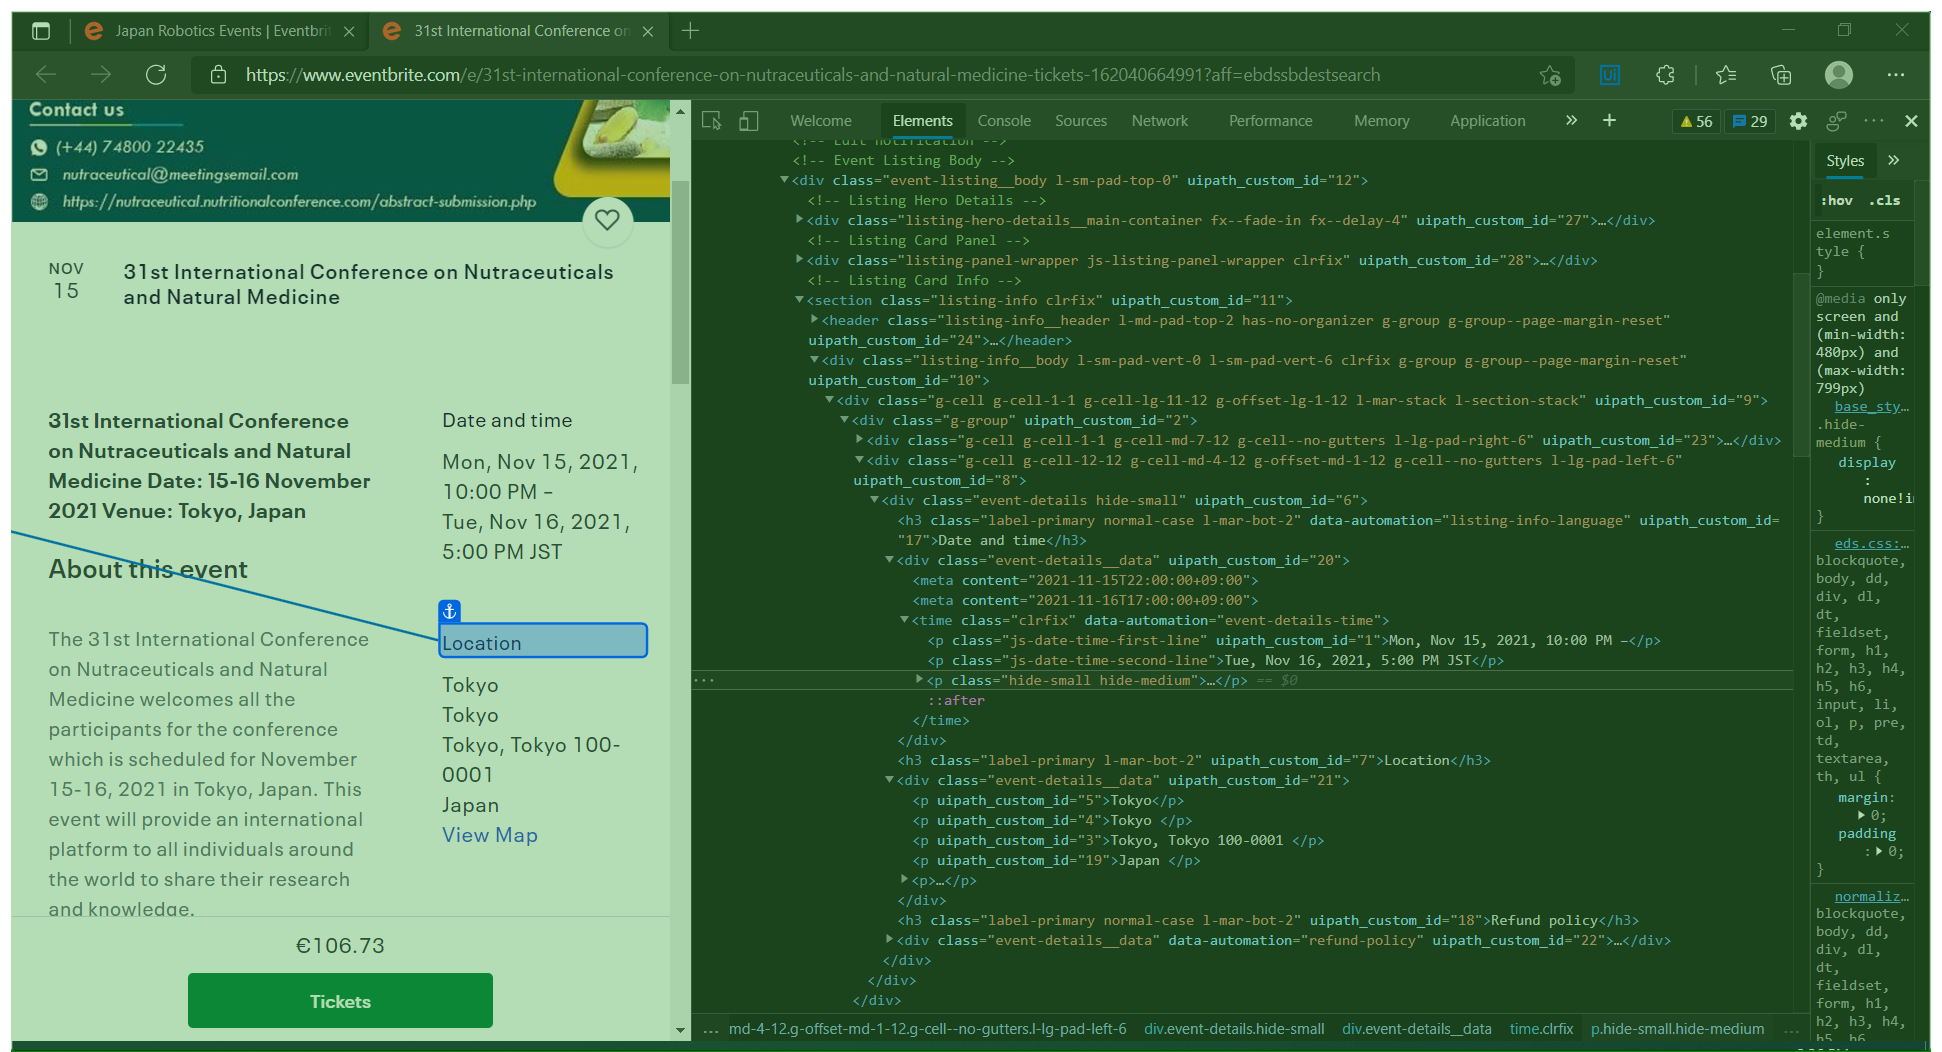 Japan Robotics Events | Eventbrit
31st International Conference on
https://www.eventbrite.com/e/31st-international-conference-on-nutraceuticals-and-natural-medicine-tickets-162040664991?aff=ebdssbdestsearch
Contact us
(+44) 74800 22435
nutraceutical@meetingsemail.com
https://nutraceutical.nutritionalconference.com/abstract-submission.php
NOV
15
31st International Conference on Nutraceuticals
and Natural Medicine
31st International Conference
on Nutraceuticals and Natural
Medicine Date: 15-16 November
2021 Venue: Tokyo, Japan
About this event
The 31st International Conference
on Nutraceuticals and Natural
Medicine welcomes all the
participants for the conference
which is scheduled for November
15-16, 2021 in Tokyo, Japan. This
event will provide an international
platform to all individuals around
the world to share their research
and knowledge.
Date and time
Mon, Nov 15, 2021,
10:00 PM –
Tue, Nov 16, 2021,
5:00 PM JST
Location
Tokyo
Tokyo
Tokyo, Tokyo 100-
0001
Japan
View Map
€106.73
Tickets
Welcome Elements Console Sources Network Performance Memory Application » + 56 29
<!-- Edit notification -->
<!-- Event Listing Body -->
<div class="event-listing__body l-sm-pad-top-0" uipath_custom_id="12">
<!-- Listing Hero Details -->
<div class="listing-hero-details__main-container fx--fade-in fx--delay-4" uipath_custom_id="27">…</div>
<!-- Listing Card Panel -->
<div class="listing-panel-wrapper js-listing-panel-wrapper clrfix" uipath_custom_id="28">…</div>
<!-- Listing Card Info -->
<section class="listing-info clrfix" uipath_custom_id="11">
<header class="listing-info__header l-md-pad-top-2 has-no-organizer g-group g-group--page-margin-reset"
uipath_custom_id="24">…</header>
<div class="listing-info__body l-sm-pad-vert-0 l-sm-pad-vert-6 clrfix g-group g-group--page-margin-reset"
uipath_custom_id="10">
<div class="g-cell g-cell-1-1 g-cell-lg-11-12 g-offset-lg-1-12 l-mar-stack l-section-stack" uipath_custom_id="9">
<div class="g-group" uipath_custom_id="2">
<div class="g-cell g-cell-1-1 g-cell-md-7-12 g-cell--no-gutters l-lg-pad-right-6" uipath_custom_id="23">…</div>
<div class="g-cell g-cell-12-12 g-cell-md-4-12 g-offset-md-1-12 g-cell--no-gutters l-lg-pad-left-6"
uipath_custom_id="8">
<div class="event-details hide-small" uipath_custom_id="6">
<h3 class="label-primary normal-case l-mar-bot-2" data-automation="listing-info-language" uipath_custom_id=
"17">Date and time</h3>
<div class="event-details__data" uipath_custom_id="20">
<meta content="2021-11-15T22:00:00+09:00">
<meta content="2021-11-16T17:00:00+09:00">
<time class="clrfix" data-automation="event-details-time">
<p class="js-date-time-first-line" uipath_custom_id="1">Mon, Nov 15, 2021, 10:00 PM –</p>
<p class="js-date-time-second-line">Tue, Nov 16, 2021, 5:00 PM JST</p>
<p class="hide-small hide-medium">…</p> == $0
::after
</time>
</div>
<h3 class="label-primary l-mar-bot-2" uipath_custom_id="7">Location</h3>
<div class="event-details__data" uipath_custom_id="21">
<p uipath_custom_id="5">Tokyo</p>
<p uipath_custom_id="4">Tokyo </p>
<p uipath_custom_id="3">Tokyo, Tokyo 100-0001 </p>
<p uipath_custom_id="19">Japan </p>
<p>…</p>
</div>
<h3 class="label-primary normal-case l-mar-bot-2" uipath_custom_id="18">Refund policy</h3>
<div class="event-details__data" data-automation="refund-policy" uipath_custom_id="22">…</div>
</div>
</div>
</div>
... md-4-12.g-offset-md-1-12.g-cell--no-gutters.l-lg-pad-left-6 div.event-details.hide-small div.event-details__data time.clrfix p.hide-small.hide-medium ...
Styles »
:hov .cls
element.s
tyle {
}
@media only
screen and
(min-width:
480px) and
(max-width:
799px)
base_sty…
.hide-
medium {
display
:
none!i
}
eds.css:…
blockquote,
body, dd,
div, dl,
dt,
fieldset,
form, h1,
h2, h3, h4,
h5, h6,
input, li,
ol, p, pre,
td,
textarea,
th, ul {
margin:
0;
padding
: 0;
}
normaliz…
blockquote,
body, dd,
div, dl,
dt,
fieldset,
form, h1,
h2, h3, h4,
h5, h6